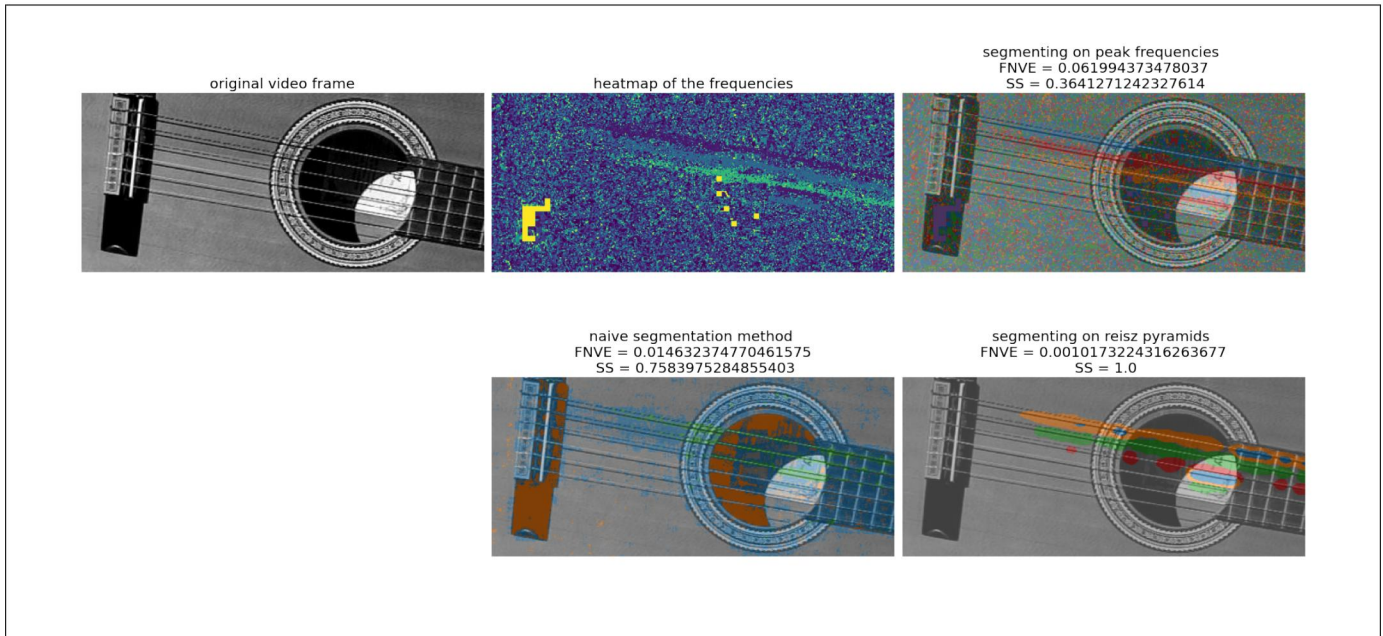 original video frame
heatmap of the frequencies
segmenting on peak frequencies
FNVE = 0.061994373478037
SS = 0.3641271242327614
naive segmentation method
FNVE = 0.014632374770461575
SS = 0.7583975284855403
segmenting on reisz pyramids
FNVE = 0.0010173224316263677
SS = 1.0